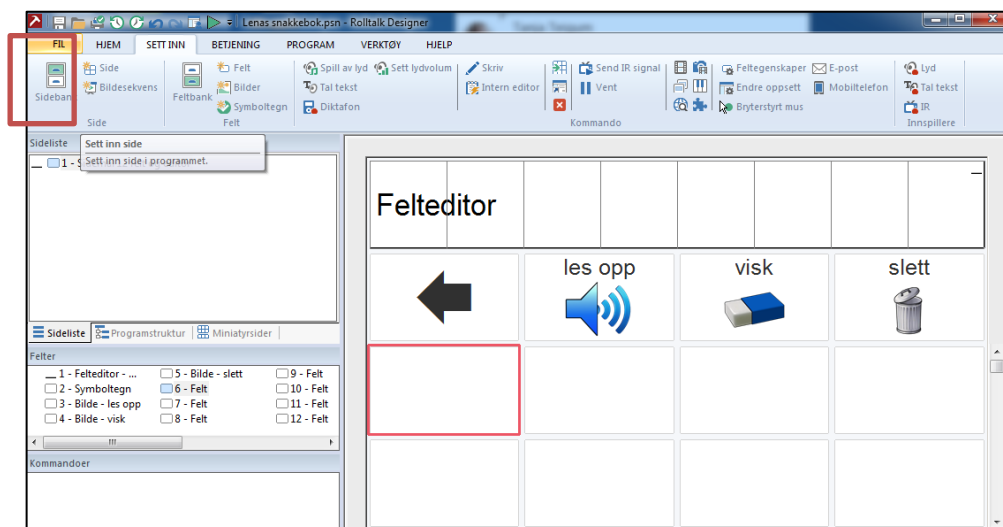 Lenas snakkebok.psn - Rolltalk Designer
FIL HJEM SETT INN BETJENING PROGRAM VERKTØY HJELP
Sidebank
Side
Bildesekvens
Side
Feltbank
Felt
Bilder
Symboltegn
Felt
Spill av lyd
Sett lydvolum
Tal tekst
Diktafon
Skriv
Intern editor
Send IR signal
Vent
Kommando
Feltegenskaper
Endre oppsett
Bryterstyrt mus
E-post
Mobiltelefon
Lyd
Tal tekst
IR
Innspillere
Sideliste
1 - S
Sett inn side
Sett inn side i programmet.
Sideliste Programstruktur Miniatyrsider
Felter
1 - Felteditor - ...
2 - Symboltegn
3 - Bilde - les opp
4 - Bilde - visk
5 - Bilde - slett
6 - Felt
7 - Felt
8 - Felt
9 - Felt
10 - Felt
11 - Felt
12 - Felt
Kommandoer
Felteditor
les opp
visk
slett